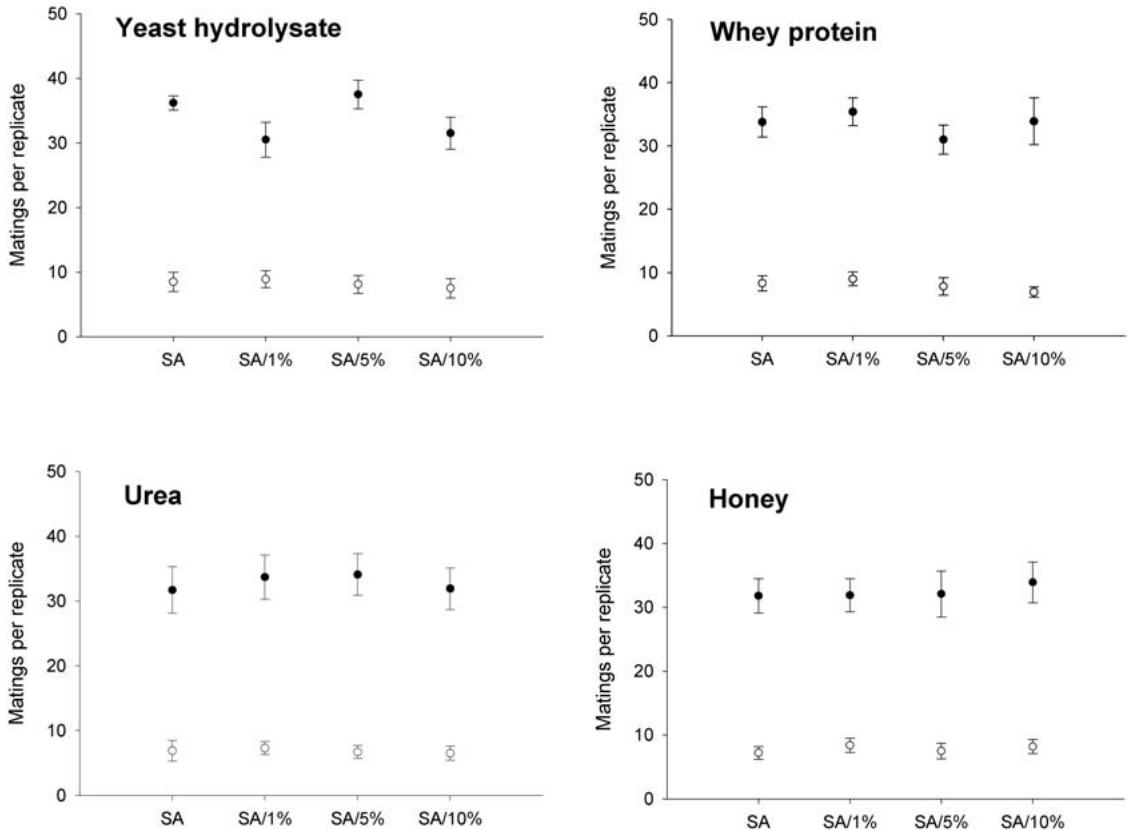 Yeast hydrolysate
Matings per replicate
50
40
30
20
10
0
SA SA/1% SA/5% SA/10%
Whey protein
Matings per replicate
50
40
30
20
10
0
SA SA/1% SA/5% SA/10%
Urea
Matings per replicate
50
40
30
20
10
0
SA SA/1% SA/5% SA/10%
Honey
Matings per replicate
50
40
30
20
10
0
SA SA/1% SA/5% SA/10%